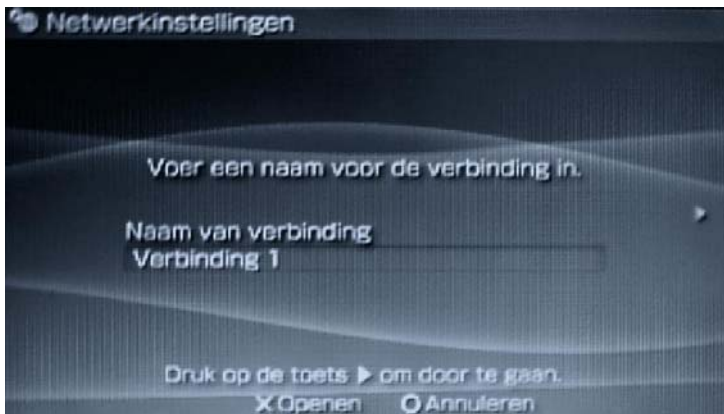 Netwerkinstellingen
Voer een naam voor de verbinding in.
Naam van verbinding
Verbinding 1
Druk op de toets ▶ om door te gaan.
X Openen O Annuleren